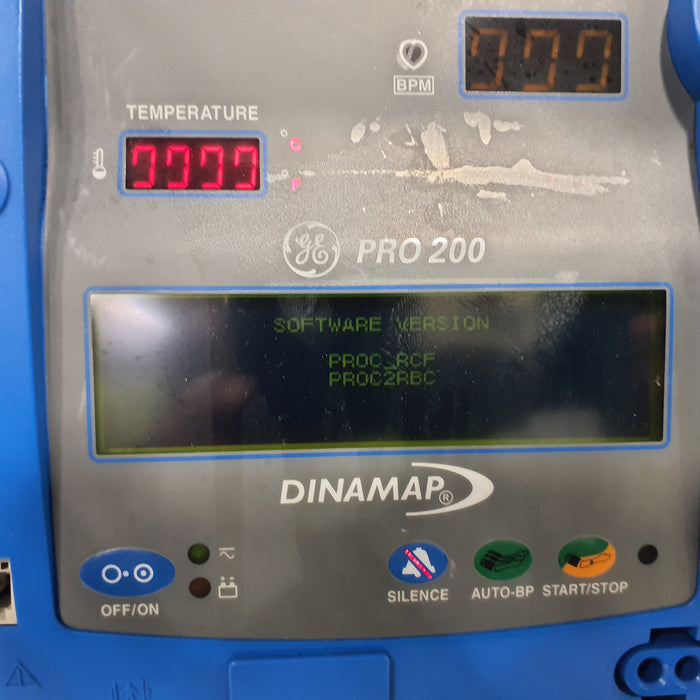 BPM
TEMPERATURE
°C
F
GE PRO 200
SOFTWARE VERSION
PROC_RCF
PROC2RBC
DINAMAP®
OFF/ON
SILENCE
AUTO-BP
START/STOP